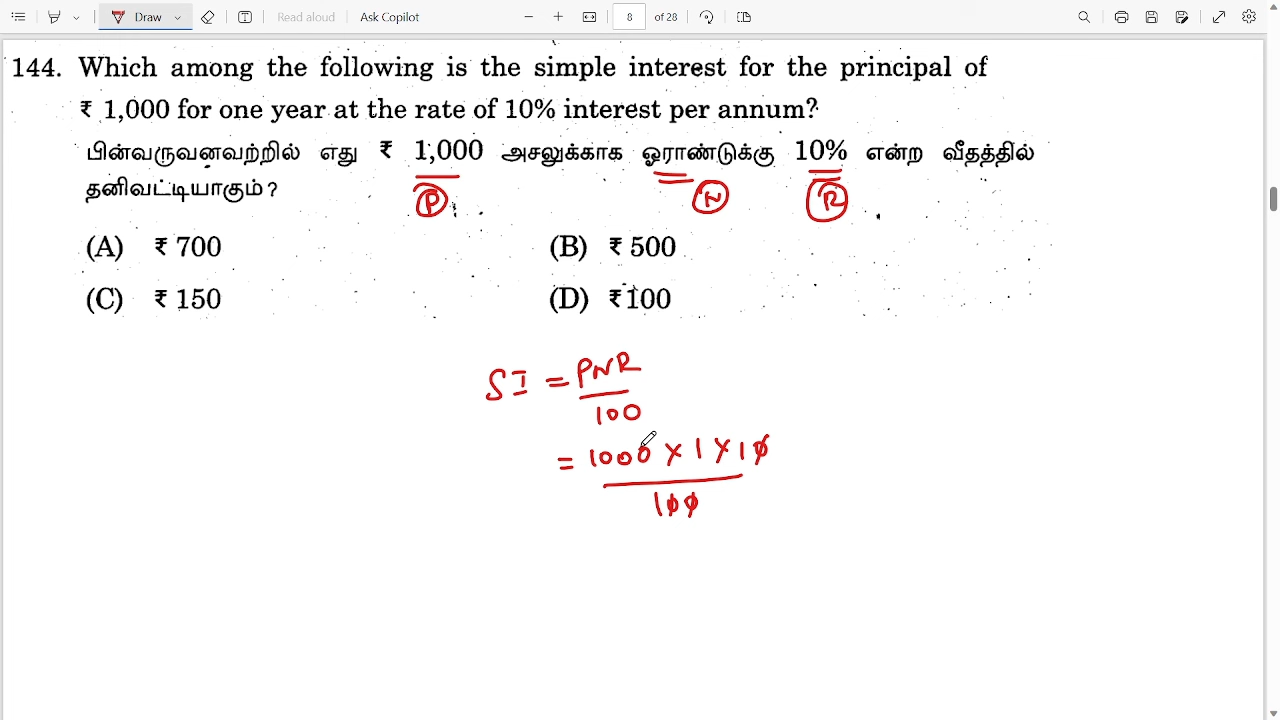 Draw Read aloud Ask Copilot 8 of 28
144. Which among the following is the simple interest for the principal of
₹ 1,000 for one year at the rate of 10% interest per annum?
பின்வருவனவற்றில் எது ₹ 1,000 அசலுக்காக ஓராண்டுக்கு 10% என்ற வீதத்தில்
தனிவட்டியாகும் ?
P N R
(A) ₹ 700 (B) ₹ 500
(C) ₹ 150 (D) ₹ 100
SI = PNR
100
= 1000 × 1 × 10
100